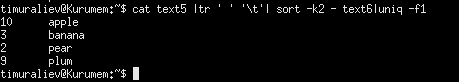 timuraliev@Kurumem:~$ cat text5 |tr ' ' '\t'| sort -k2 - text6|uniq -f1
10	apple
3	banana
2	pear
9	plum
timuraliev@Kurumem:~$